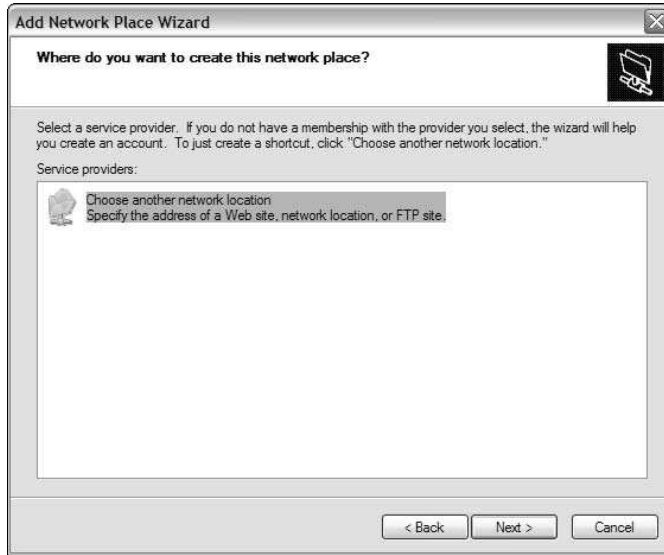 Add Network Place Wizard
Where do you want to create this network place?
Select a service provider. If you do not have a membership with the provider you select, the wizard will help
you create an account. To just create a shortcut, click "Choose another network location."
Service providers:
Choose another network location
Specify the address of a Web site, network location, or FTP site.
< Back Next > Cancel